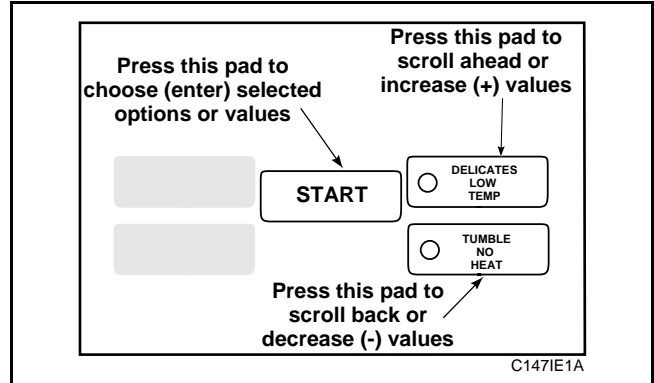 Press this pad to
choose (enter) selected
options or values
Press this pad to
scroll ahead or
increase (+) values
START
DELICATES
LOW
TEMP
TUMBLE
NO
HEAT
Press this pad to
scroll back or
decrease (-) values
C147IE1A